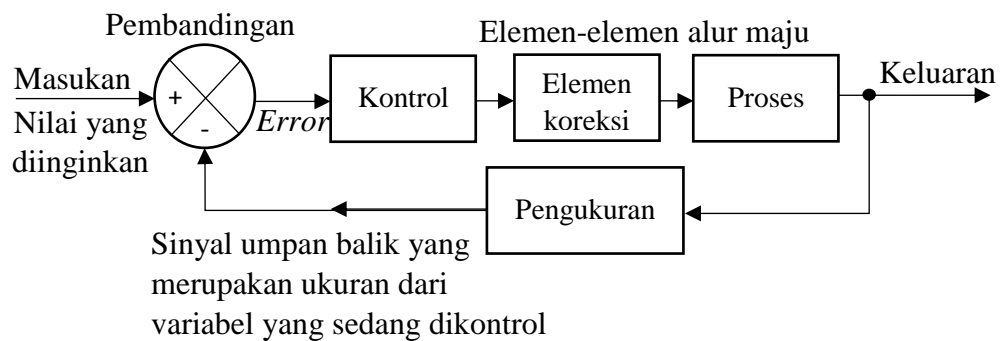 Pembandingan
Elemen-elemen alur maju
Masukan
Nilai yang
diinginkan
+
-
Error
Kontrol
Elemen
koreksi
Proses
Keluaran
Pengukuran
Sinyal umpan balik yang
merupakan ukuran dari
variabel yang sedang dikontrol